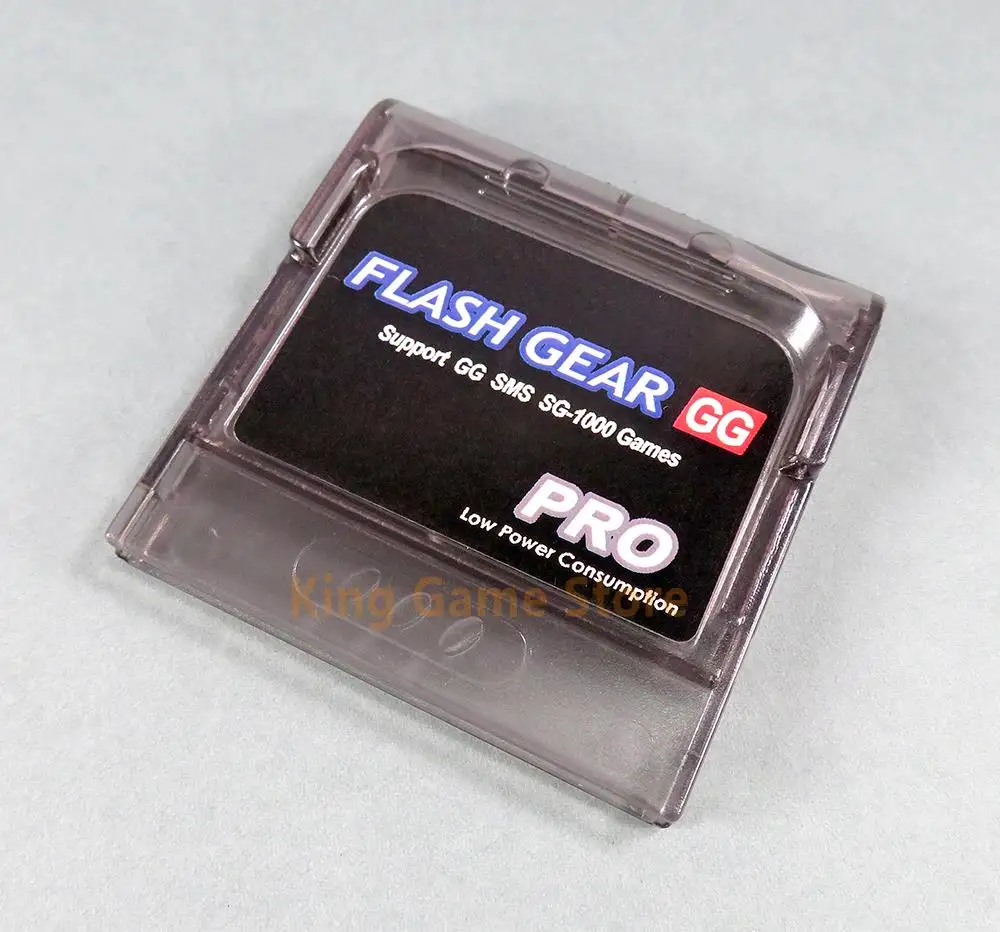 FLASH GEAR GG
Support GG SMS SG-1000 Games
PRO
Low Power Consumption
King Game Store